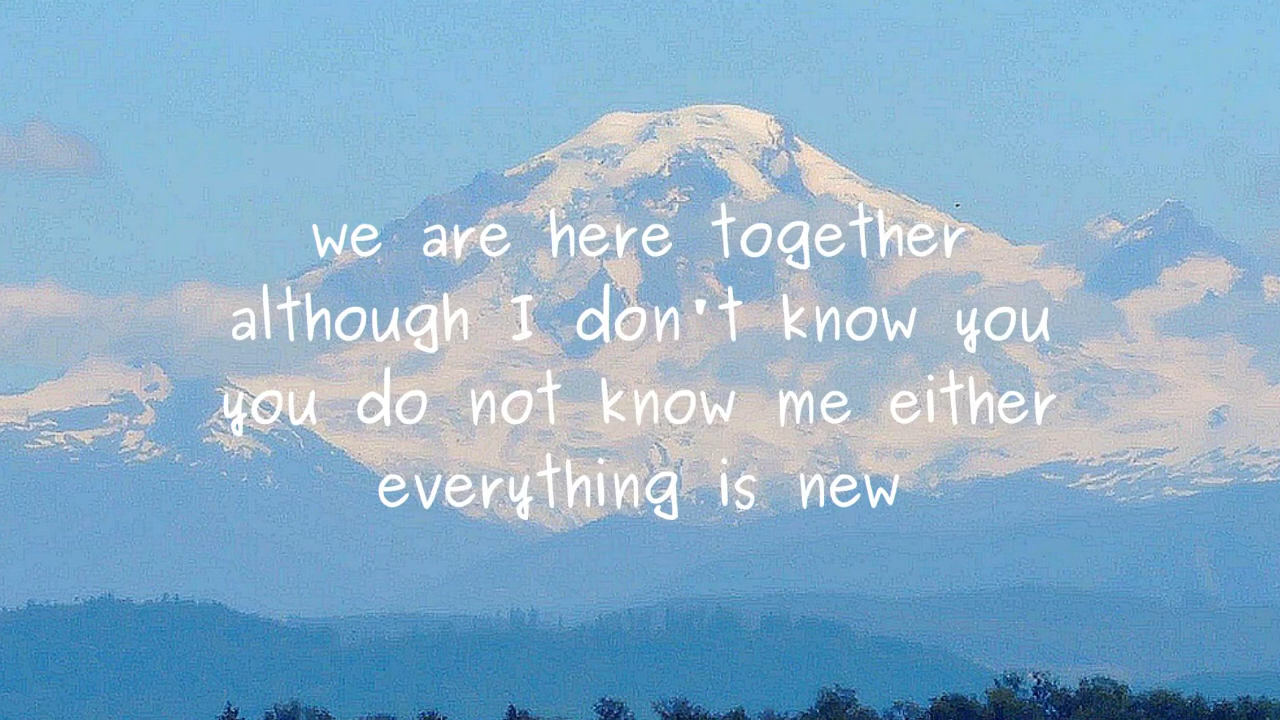 we are here together
although I don't know you
you do not know me either
everything is new